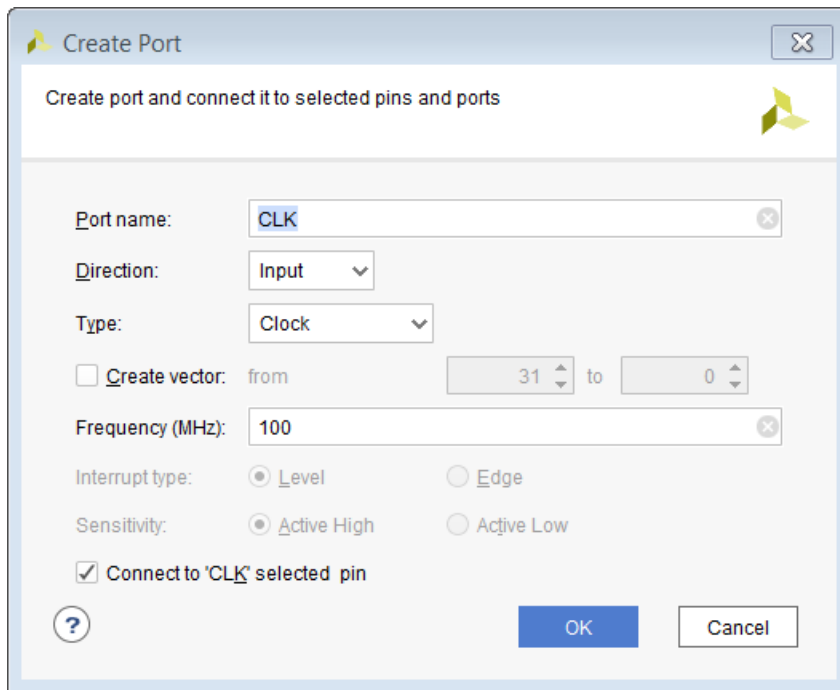 Create Port
Create port and connect it to selected pins and ports
Port name: CLK
Direction: Input
Type: Clock
Create vector: from 31 to 0
Frequency (MHz): 100
Interrupt type: Level Edge
Sensitivity: Active High Active Low
Connect to 'CLK' selected pin
? OK Cancel